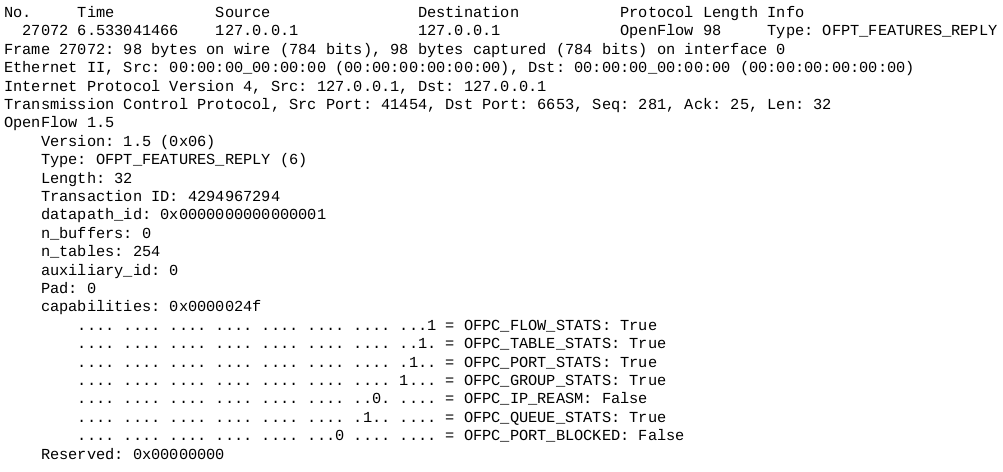 No.     Time           Source                Destination           Protocol Length Info
  27072 6.533041466    127.0.0.1             127.0.0.1             OpenFlow 98     Type: OFPT_FEATURES_REPLY
Frame 27072: 98 bytes on wire (784 bits), 98 bytes captured (784 bits) on interface 0
Ethernet II, Src: 00:00:00_00:00:00 (00:00:00:00:00:00), Dst: 00:00:00_00:00:00 (00:00:00:00:00:00)
Internet Protocol Version 4, Src: 127.0.0.1, Dst: 127.0.0.1
Transmission Control Protocol, Src Port: 41454, Dst Port: 6653, Seq: 281, Ack: 25, Len: 32
OpenFlow 1.5
    Version: 1.5 (0x06)
    Type: OFPT_FEATURES_REPLY (6)
    Length: 32
    Transaction ID: 4294967294
    datapath_id: 0x0000000000000001
    n_buffers: 0
    n_tables: 254
    auxiliary_id: 0
    Pad: 0
    capabilities: 0x0000024f
        .... .... .... .... .... .... .... ...1 = OFPC_FLOW_STATS: True
        .... .... .... .... .... .... .... ..1. = OFPC_TABLE_STATS: True
        .... .... .... .... .... .... .... .1.. = OFPC_PORT_STATS: True
        .... .... .... .... .... .... .... 1... = OFPC_GROUP_STATS: True
        .... .... .... .... .... .... ..0. .... = OFPC_IP_REASM: False
        .... .... .... .... .... .... .1.. .... = OFPC_QUEUE_STATS: True
        .... .... .... .... .... ...0 .... .... = OFPC_PORT_BLOCKED: False
    Reserved: 0x00000000